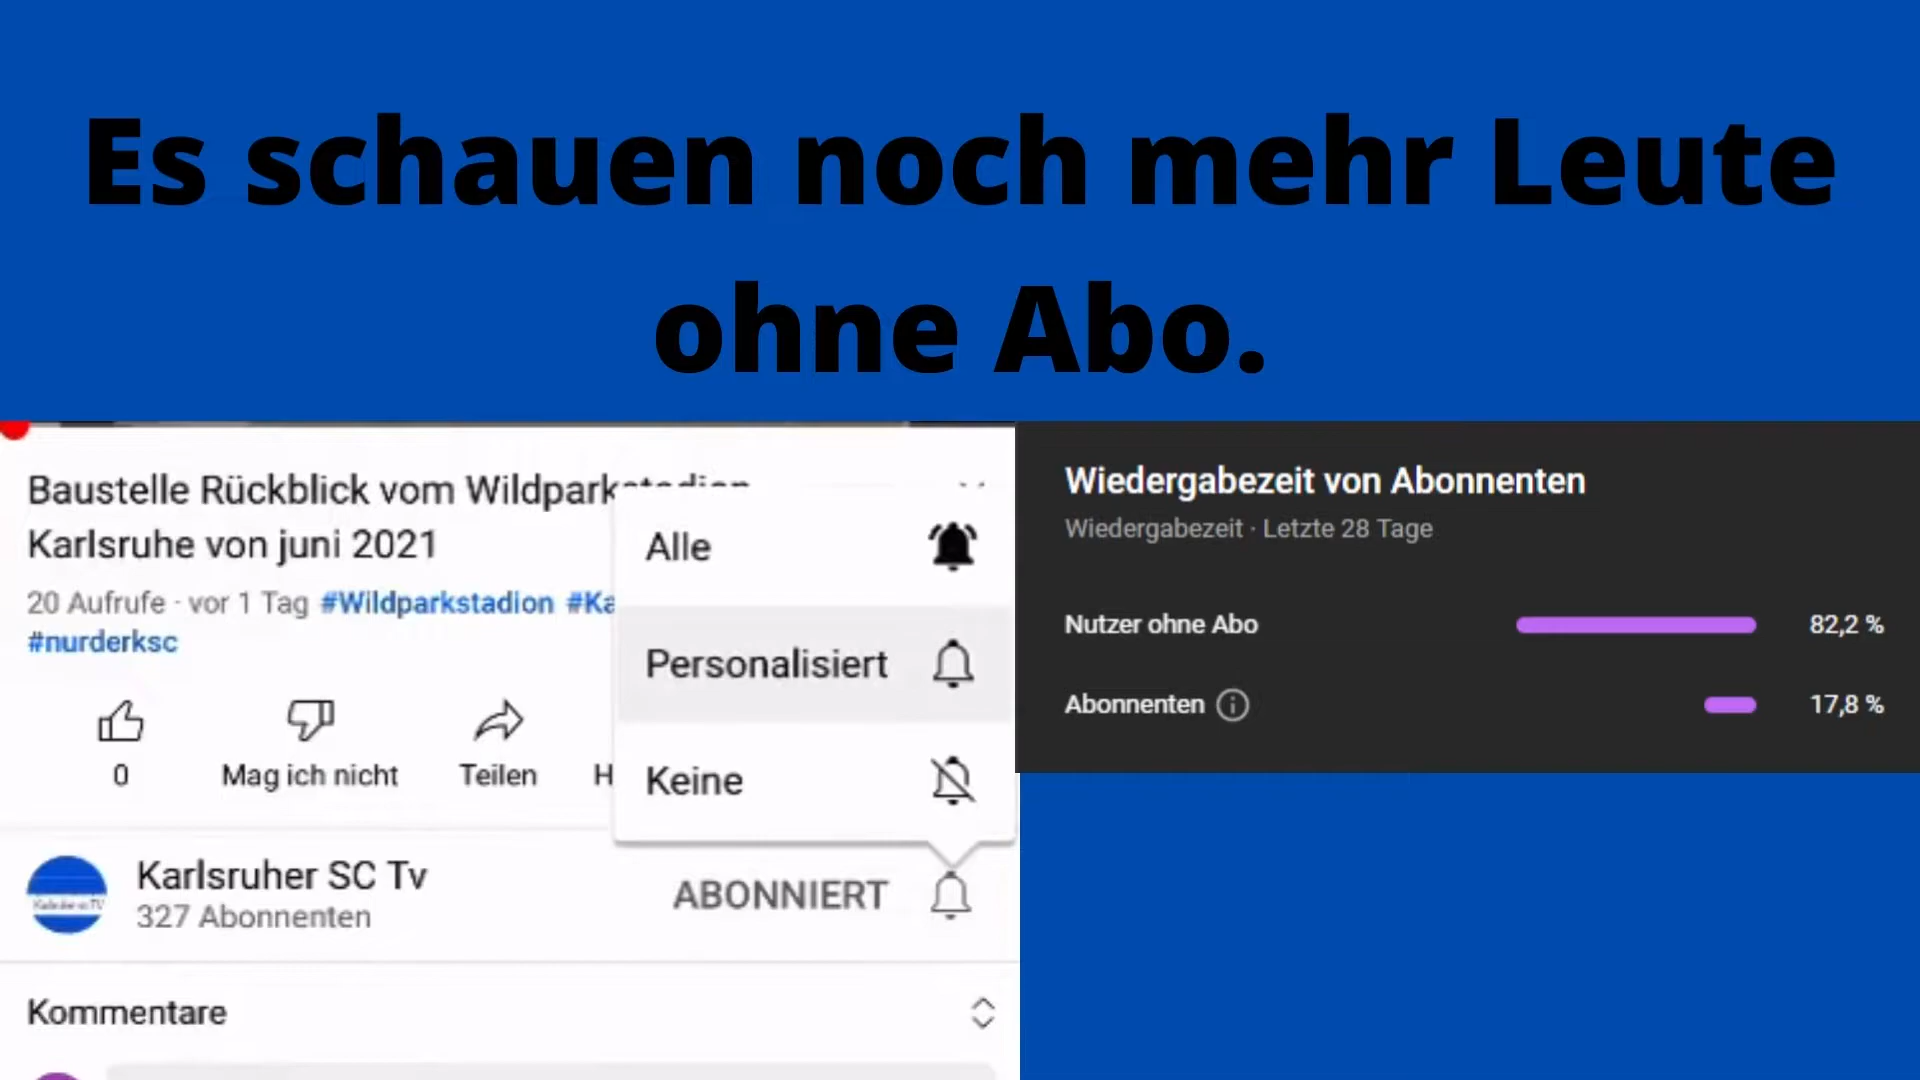 Es schauen noch mehr Leute
ohne Abo.
Baustelle Rückblick vom Wildparkstadion
Karlsruhe von juni 2021
20 Aufrufe · vor 1 Tag #Wildparkstadion #Ka
#nurderksc
0
Mag ich nicht
Teilen
H
Alle
Personalisiert
Keine
Karlsruher SC Tv
327 Abonnenten
ABONNIERT
Kommentare
Wiedergabezeit von Abonnenten
Wiedergabezeit · Letzte 28 Tage
Nutzer ohne Abo 82,2 %
Abonnenten 17,8 %